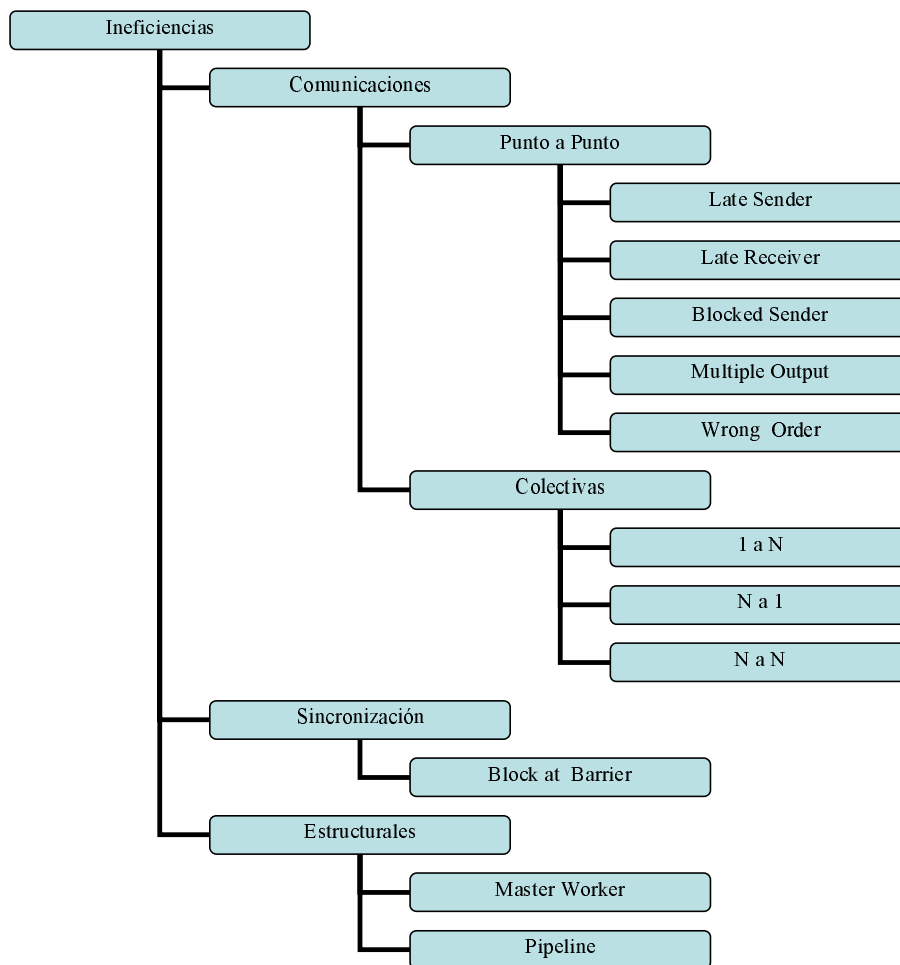 Ineficiencias
Comunicaciones
Punto a Punto
Late Sender
Late Receiver
Blocked Sender
Multiple Output
Wrong Order
Colectivas
1 a N
N a 1
N a N
Sincronización
Block at Barrier
Estructurales
Master Worker
Pipeline